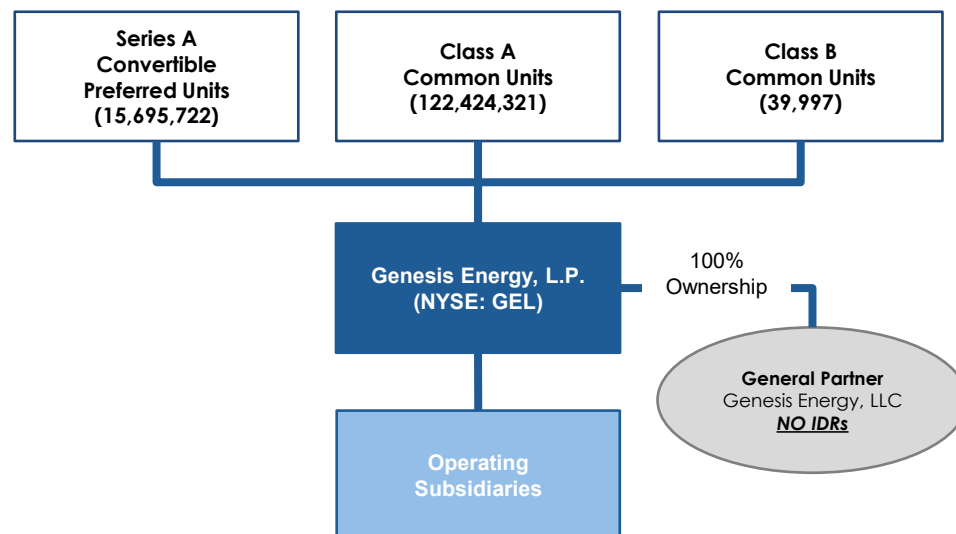 Series A
Convertible
Preferred Units
(15,695,722)
Class A
Common Units
(122,424,321)
Class B
Common Units
(39,997)
Genesis Energy, L.P.
(NYSE: GEL)
100%
Ownership
General Partner
Genesis Energy, LLC
NO IDRs
Operating
Subsidiaries